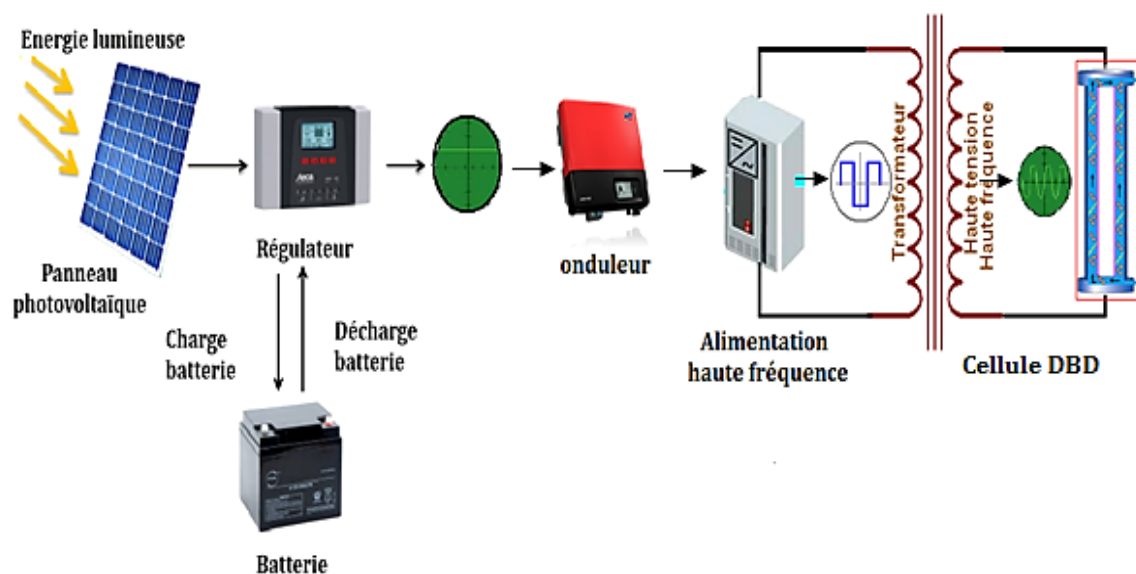 Energie lumineuse
Panneau
photovoltaïque
Régulateur
Charge
batterie
Décharge
batterie
Batterie
onduleur
Alimentation
haute fréquence
Transformateur
Haute tension
Haute fréquence
Cellule DBD